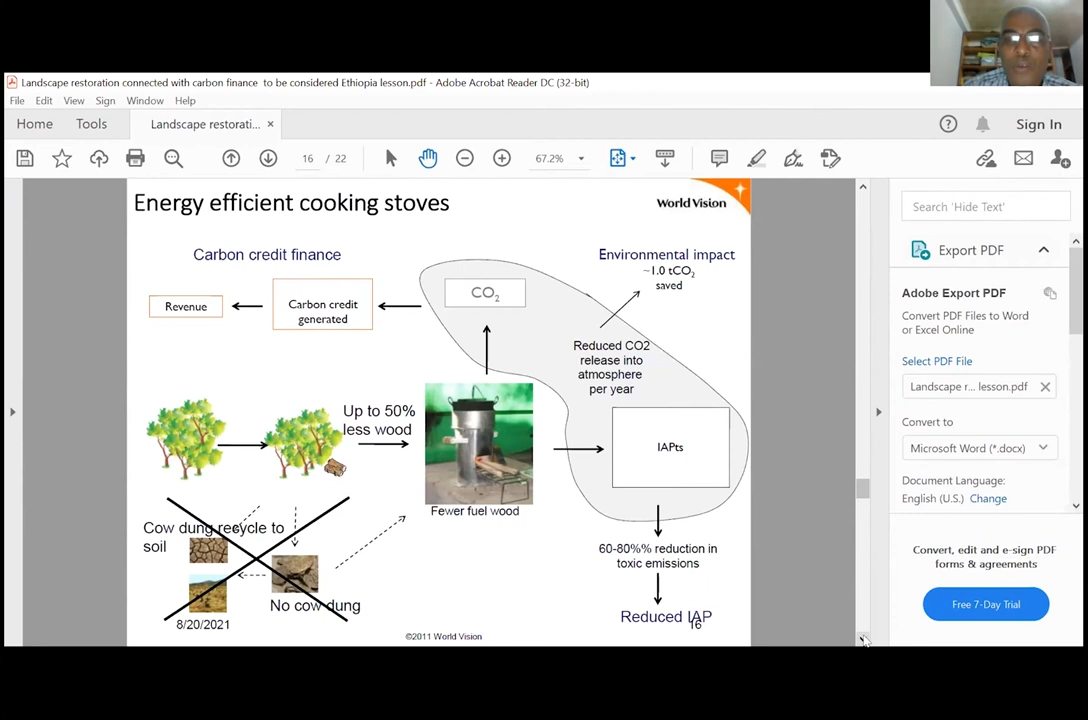 Landscape restoration connected with carbon finance  to be considered Ethiopia lesson.pdf - Adobe Acrobat Reader DC (32-bit)
File Edit View Sign Window Help
Home Tools Landscape restorati... × Sign In
16 / 22 67.2%
Energy efficient cooking stoves
World Vision
Carbon credit finance
Environmental impact
~1.0 tCO₂
saved
CO₂
Revenue
Carbon credit
generated
Reduced CO2
release into
atmosphere
per year
Up to 50%
less wood
IAPts
Fewer fuel wood
Cow dung recycle to
soil
No cow dung
60-80%% reduction in
toxic emissions
Reduced IAP
8/20/2021
16
©2011 World Vision
Search 'Hide Text'
Export PDF
Adobe Export PDF
Convert PDF Files to Word
or Excel Online
Select PDF File
Landscape r... lesson.pdf
Convert to
Microsoft Word (*.docx)
Document Language:
English (U.S.) Change
Convert, edit and e-sign PDF
forms & agreements
Free 7-Day Trial